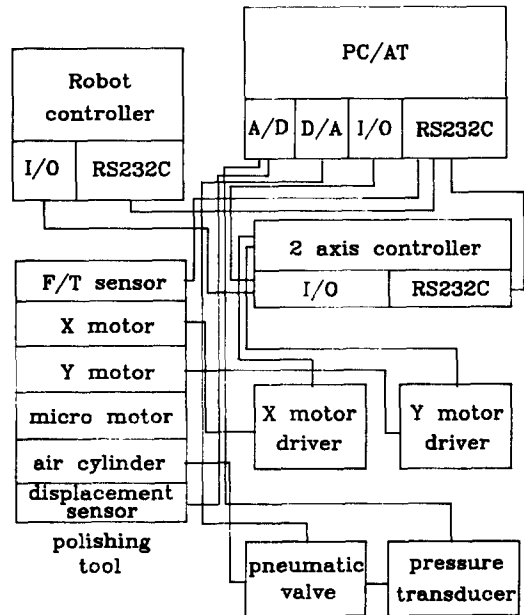 PC/AT
A/D D/A I/O RS232C
Robot
controller
I/O RS232C
2 axis controller
I/O RS232C
F/T sensor
X motor
Y motor
micro motor
air cylinder
displacement
sensor
polishing
tool
X motor
driver
Y motor
driver
pneumatic
valve
pressure
transducer